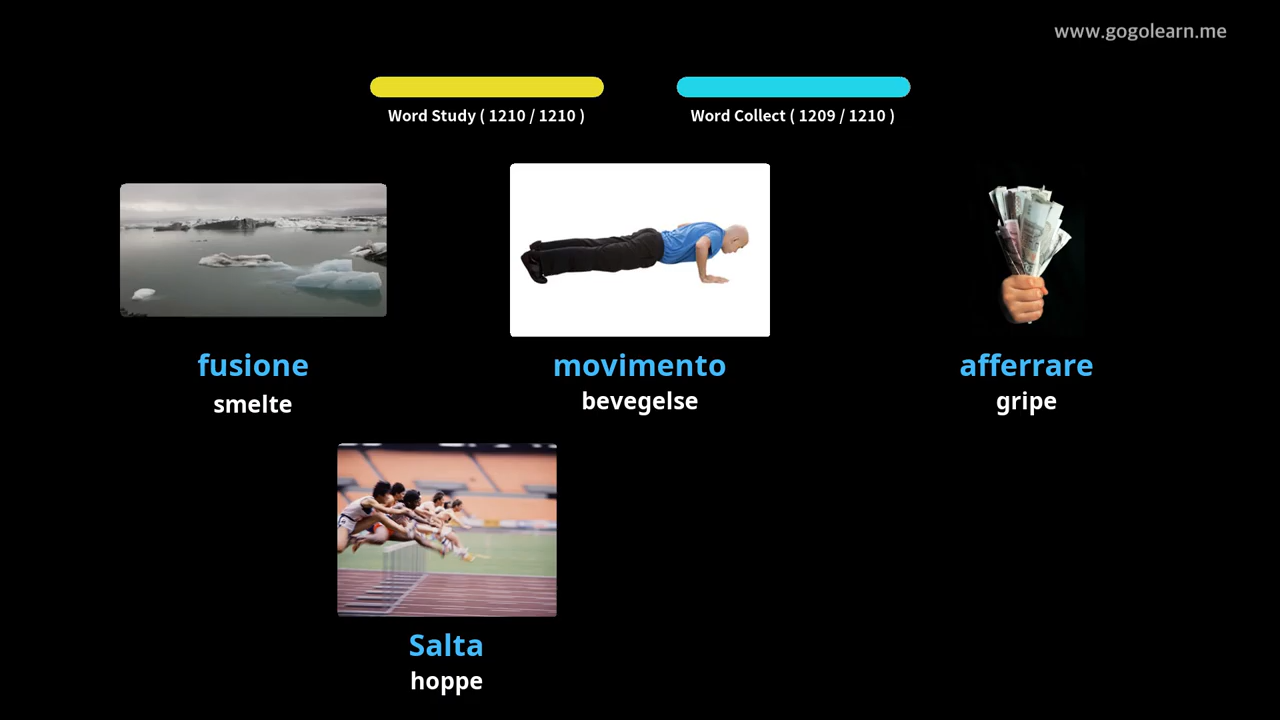 www.gogolearn.me
Word Study ( 1210 / 1210 )
Word Collect ( 1209 / 1210 )
fusione
smelte
movimento
bevegelse
afferrare
gripe
Salta
hoppe